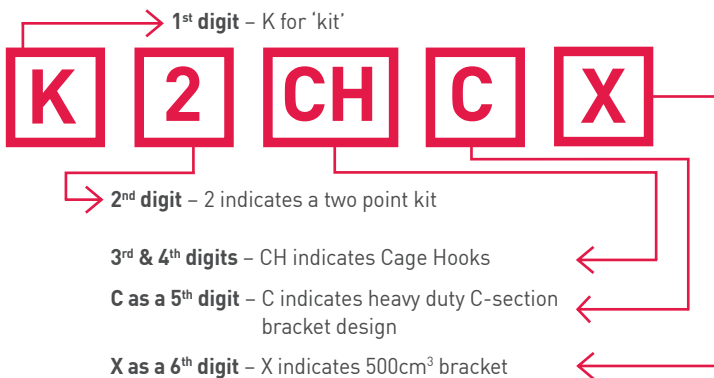 1st digit – K for ‘kit’
K 2 CH C X
2nd digit – 2 indicates a two point kit
3rd & 4th digits – CH indicates Cage Hooks
C as a 5th digit – C indicates heavy duty C-section
bracket design
X as a 6th digit – X indicates 500cm³ bracket